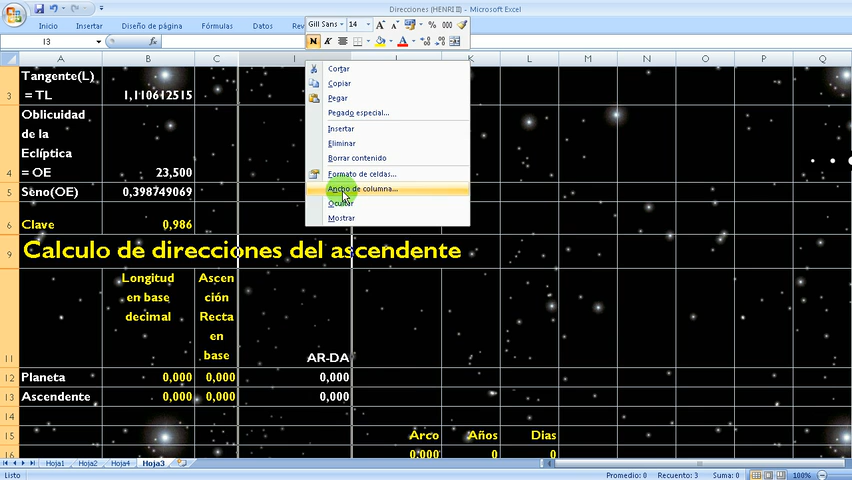 Direcciones (HENRI II) - Microsoft Excel
Inicio Insertar Diseño de página Fórmulas Datos
Gill Sans 14
N K
I3 fx
A B C I J K L M N O P Q
Cortar
Copiar
Pegar
Pegado especial...
Insertar
Eliminar
Borrar contenido
Formato de celdas...
Ancho de columna...
Ocultar
Mostrar
Tangente(L)
3 = TL 1,110612515
Oblicuidad
de la
Eclíptica
4 = OE 23,500
5 Seno(OE) 0,398749069
6 Clave 0,986
9 Calculo de direcciones del ascendente
Longitud Ascen
en base ción
decimal Recta
en
11 base AR-DA
12 Planeta 0,000 0,000 0,000
13 Ascendente 0,000 0,000 0,000
14
15 Arco Años Dias
16 0,000 0 0
Hoja1 Hoja2 Hoja4 Hoja3
Listo Promedio: 0 Recuento: 3 Suma: 0 100%